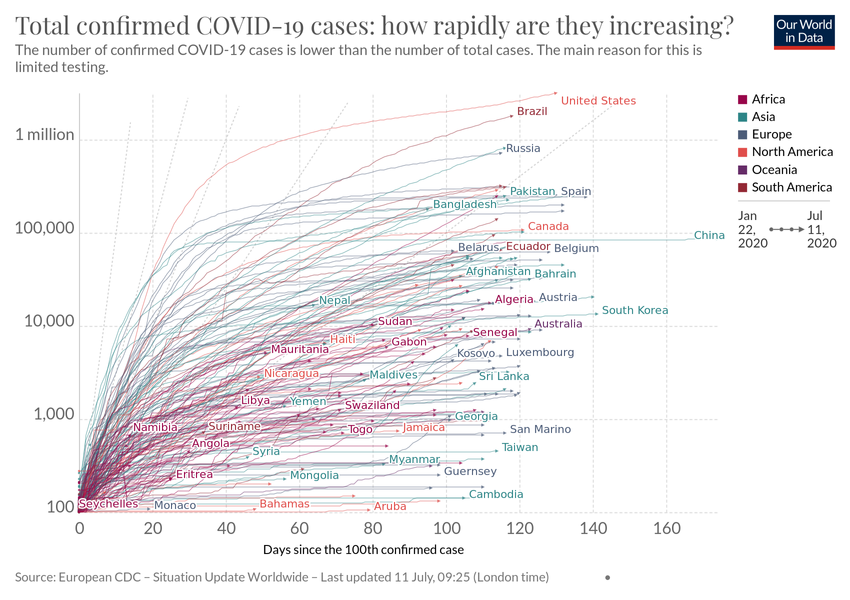 Total confirmed COVID-19 cases: how rapidly are they increasing?
Our World
in Data
The number of confirmed COVID-19 cases is lower than the number of total cases. The main reason for this is
limited testing.
United States
Brazil
1 million
Russia
Pakistan
Spain
Bangladesh
100,000
Canada
China
Belarus
Ecuador
Belgium
Afghanistan
Bahrain
Nepal
Algeria
Austria
South Korea
10,000
Sudan
Australia
Senegal
Haiti
Gabon
Mauritania
Kosovo
Luxembourg
Nicaragua
Maldives
Sri Lanka
Libya
Yemen
Swaziland
1,000
Georgia
Namibia
Suriname
Togo
Jamaica
San Marino
Angola
Syria
Taiwan
Myanmar
Eritrea
Mongolia
Guernsey
Cambodia
100
Seychelles
Monaco
Bahamas
Aruba
0
20
40
60
80
100
120
140
160
Days since the 100th confirmed case
Africa
Asia
Europe
North America
Oceania
South America
Jan
22,
2020
Jul
11,
2020
Source: European CDC – Situation Update Worldwide – Last updated 11 July, 09:25 (London time)